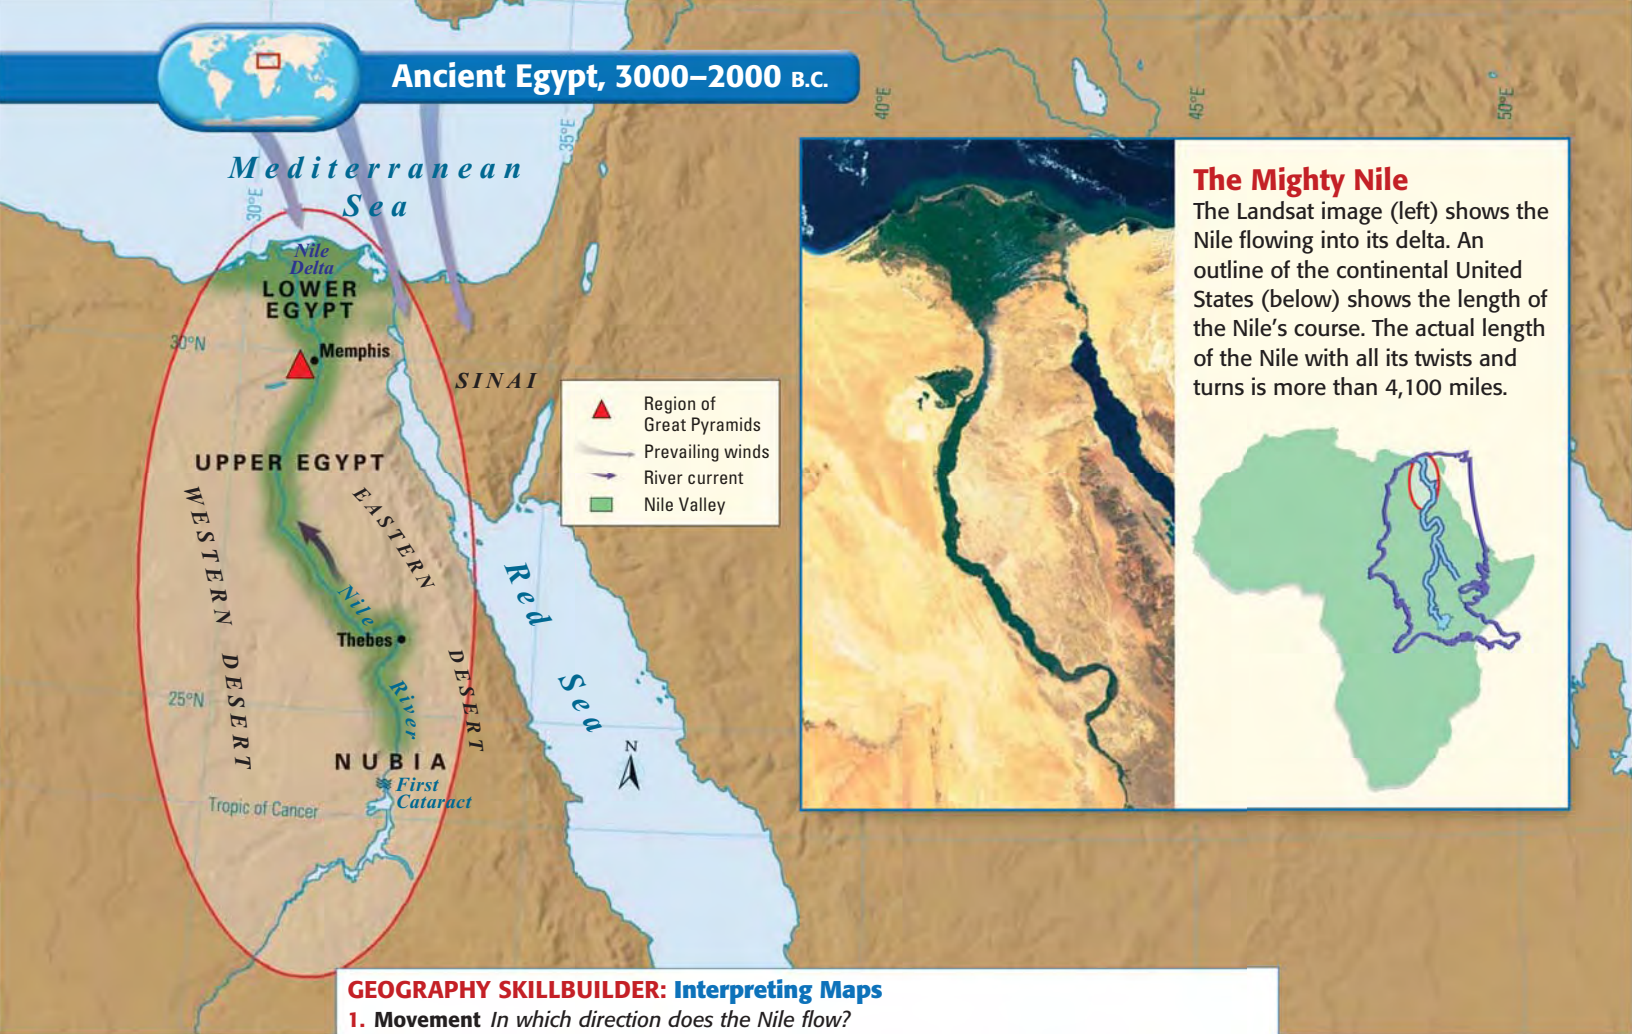 Ancient Egypt, 3000–2000 B.C.
40°E
45°E
50°E
35°E
30°E
Mediterranean
Sea
Nile
Delta
LOWER
EGYPT
30°N
Memphis
SINAI
UPPER EGYPT
WESTERN DESERT
EASTERN DESERT
Nile River
Thebes
Red Sea
25°N
NUBIA
First
Cataract
Tropic of Cancer
N
Region of
Great Pyramids
Prevailing winds
River current
Nile Valley
The Mighty Nile
The Landsat image (left) shows the
Nile flowing into its delta. An
outline of the continental United
States (below) shows the length of
the Nile’s course. The actual length
of the Nile with all its twists and
turns is more than 4,100 miles.
GEOGRAPHY SKILLBUILDER: Interpreting Maps
1. Movement In which direction does the Nile flow?